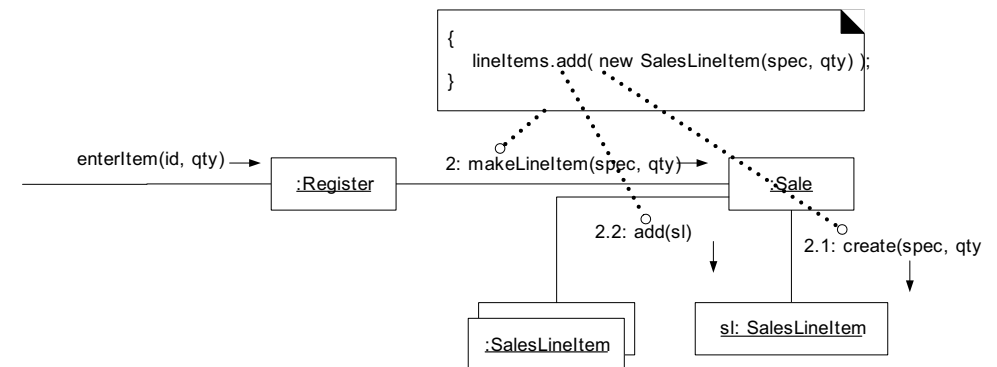 {
lineItems.add( new SalesLineItem(spec, qty) );
}
enterItem(id, qty)
2: makeLineItem(spec, qty)
:Register
:Sale
2.2: add(sl)
2.1: create(spec, qty
:SalesLineItem
sl: SalesLineItem